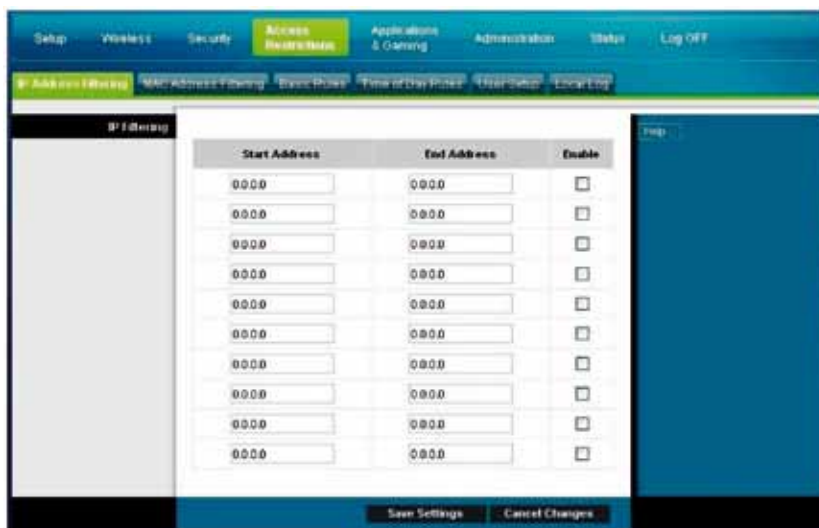 Setup Wireless Security Access Restrictions Applications & Gaming Administration Status Log OFF
IP Address Filtering MAC Address Filtering Basic Rules Time of Day Rules User Setup Local Log
IP Filtering
Help...
Start Address End Address Enable
0.0.0.0 0.0.0.0
0.0.0.0 0.0.0.0
0.0.0.0 0.0.0.0
0.0.0.0 0.0.0.0
0.0.0.0 0.0.0.0
0.0.0.0 0.0.0.0
0.0.0.0 0.0.0.0
0.0.0.0 0.0.0.0
0.0.0.0 0.0.0.0
0.0.0.0 0.0.0.0
Save Settings Cancel Changes